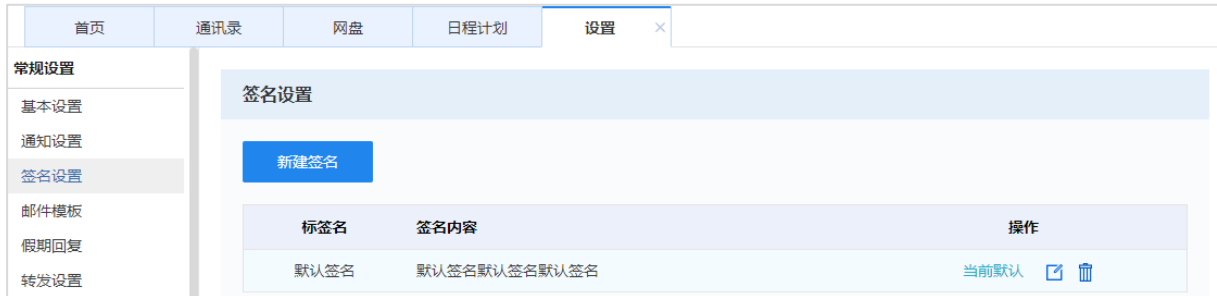 首页 通讯录 网盘 日程计划 设置 ×
常规设置
基本设置
通知设置
签名设置
邮件模板
假期回复
转发设置
签名设置
新建签名
标签名 签名内容 操作
默认签名 默认签名默认签名默认签名 当前默认